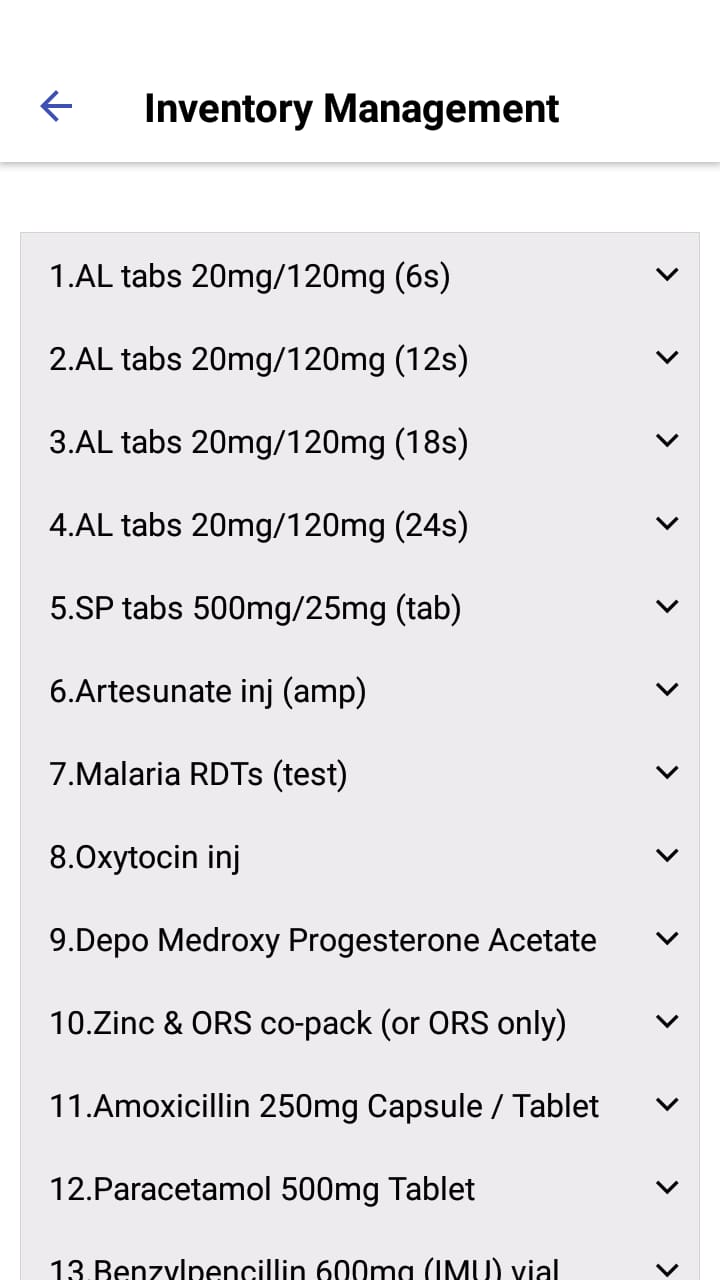 Inventory Management
1.AL tabs 20mg/120mg (6s)
2.AL tabs 20mg/120mg (12s)
3.AL tabs 20mg/120mg (18s)
4.AL tabs 20mg/120mg (24s)
5.SP tabs 500mg/25mg (tab)
6.Artesunate inj (amp)
7.Malaria RDTs (test)
8.Oxytocin inj
9.Depo Medroxy Progesterone Acetate
10.Zinc & ORS co-pack (or ORS only)
11.Amoxicillin 250mg Capsule / Tablet
12.Paracetamol 500mg Tablet
13.Benzylpencillin 600mg (IMU) vial